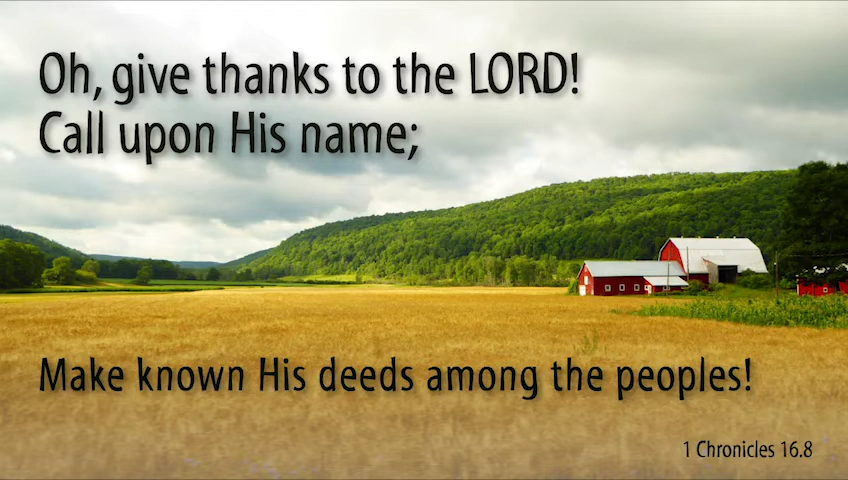 Oh, give thanks to the LORD!
Call upon His name;
Make known His deeds among the peoples!
1 Chronicles 16.8